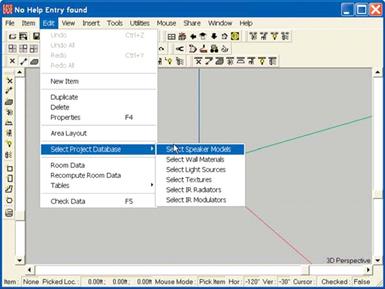 No Help Entry found
File Item Edit View Insert Tools Utilities Mouse Share Window Help
Undo Ctrl+Z
Undo All
Redo Ctrl+Y
Redo All
New Item
Duplicate
Delete
Properties F4
Area Layout
Select Project Database
Select Speaker Models
Select Wall Materials
Select Light Sources
Select Textures
Select IR Radiators
Select IR Modulators
Room Data
Recompute Room Data
Tables
Check Data F5
3D Perspective
Item : None Picked Loc.: 0.00ft; 0.00ft; 0.00ft Mouse Mode : Pick Item Hor : -120° Ver : -30° Cursor : Checked : False